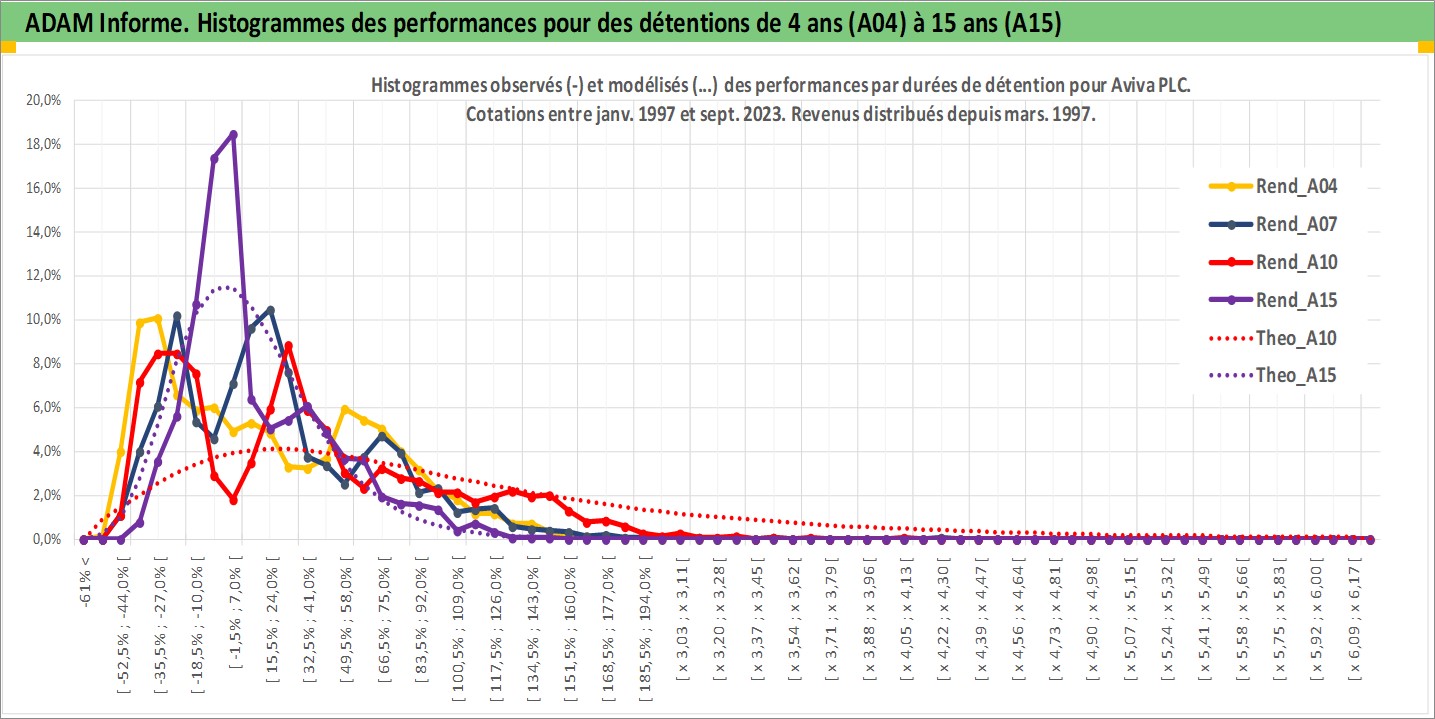 ADAM Informe. Histogrammes des performances pour des détentions de 4 ans (A04) à 15 ans (A15)
Histogrammes observés (-) et modélisés (...) des performances par durées de détention pour Aviva PLC.
Cotations entre janv. 1997 et sept. 2023. Revenus distribués depuis mars. 1997.
20,0%
18,0%
16,0%
14,0%
12,0%
10,0%
8,0%
6,0%
4,0%
2,0%
0,0%
Rend_A04
Rend_A07
Rend_A10
Rend_A15
Theo_A10
Theo_A15
-61% <
[ -52,5% ; -44,0% [
[ -35,5% ; -27,0% [
[ -18,5% ; -10,0% [
[ -1,5% ; 7,0% [
[ 15,5% ; 24,0% [
[ 32,5% ; 41,0% [
[ 49,5% ; 58,0% [
[ 66,5% ; 75,0% [
[ 83,5% ; 92,0% [
[ 100,5% ; 109,0% [
[ 117,5% ; 126,0% [
[ 134,5% ; 143,0% [
[ 151,5% ; 160,0% [
[ 168,5% ; 177,0% [
[ 185,5% ; 194,0% [
[ x 3,03 ; x 3,11 [
[ x 3,20 ; x 3,28 [
[ x 3,37 ; x 3,45 [
[ x 3,54 ; x 3,62 [
[ x 3,71 ; x 3,79 [
[ x 3,88 ; x 3,96 [
[ x 4,05 ; x 4,13 [
[ x 4,22 ; x 4,30 [
[ x 4,39 ; x 4,47 [
[ x 4,56 ; x 4,64 [
[ x 4,73 ; x 4,81 [
[ x 4,90 ; x 4,98 [
[ x 5,07 ; x 5,15 [
[ x 5,24 ; x 5,32 [
[ x 5,41 ; x 5,49 [
[ x 5,58 ; x 5,66 [
[ x 5,75 ; x 5,83 [
[ x 5,92 ; x 6,00 [
[ x 6,09 ; x 6,17 [